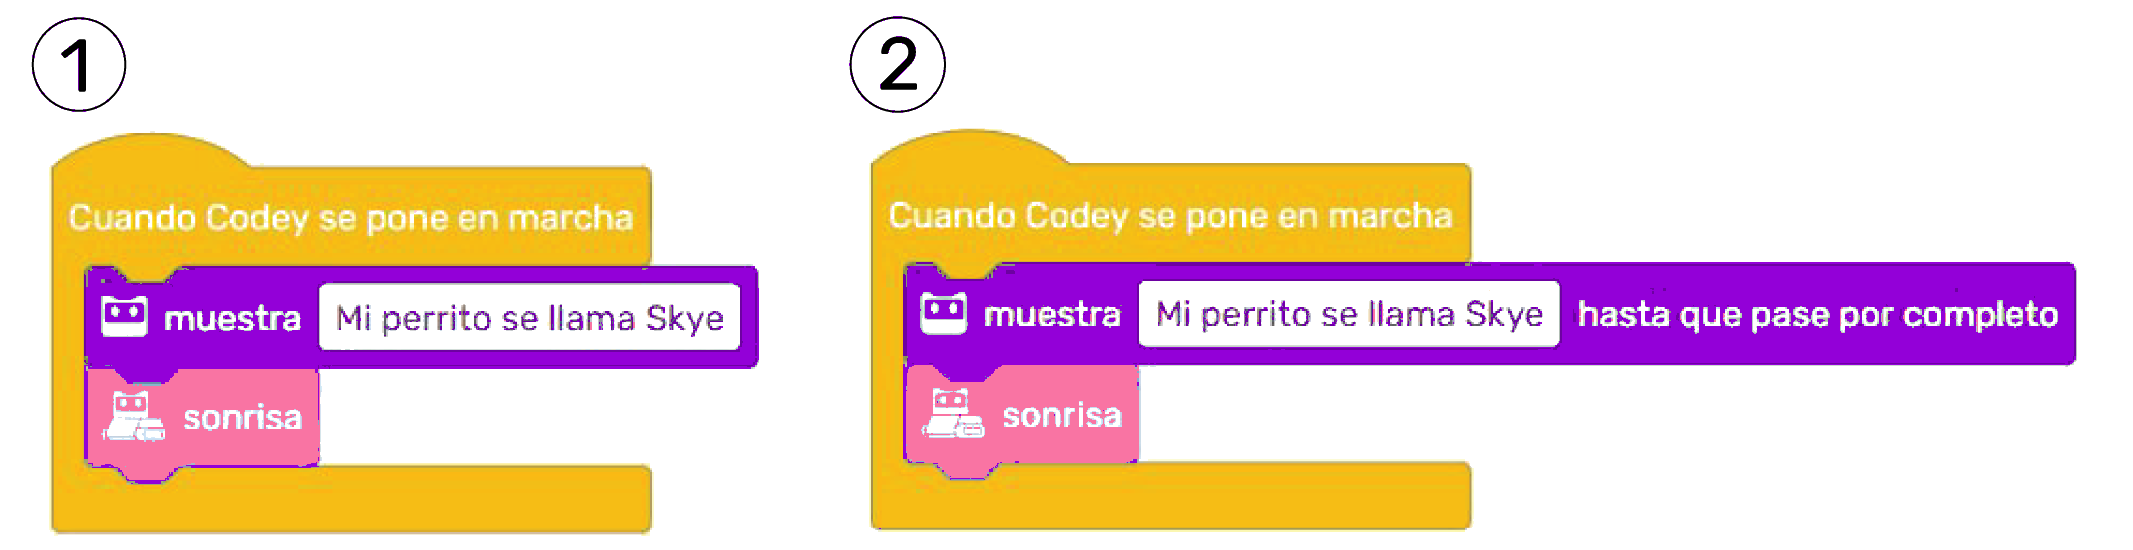 1
Cuando Codey se pone en marcha
muestra Mi perrito se llama Skye
sonrisa
2
Cuando Codey se pone en marcha
muestra Mi perrito se llama Skye hasta que pase por completo
sonrisa